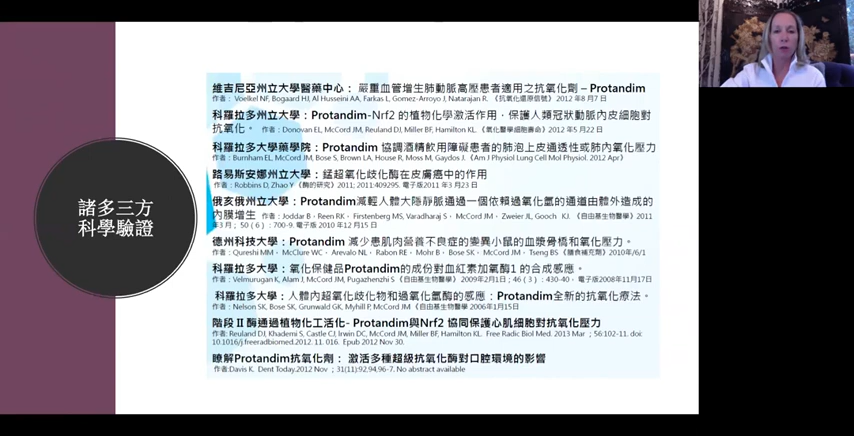 諸多三方
科學驗證
維吉尼亞州立大學醫藥中心： 嚴重血管增生肺動脈高壓患者適用之抗氧化劑 – Protandim
作者： Voelkel NF, Bogaard HJ, Al Husseini AA, Farkas L, Gomez-Arroyo J, Natarajan R. 《抗氧化還原信號》 2012 年8 月7 日
科羅拉多州立大學：Protandim-Nrf2 的植物化學激活作用，保護人類冠狀動脈內皮細胞對
抗氧化。 作者：Donovan EL, McCord JM, Reuland DJ, Miller BF, Hamilton KL. 《氧化醫學細胞壽命》2012 年5 月22 日
科羅拉多大學藥學院：Protandim 協調酒精飲用障礙患者的肺泡上皮通透性或肺內氧化壓力
作者：Burnham EL, McCord JM, Bose S, Brown LA, House R, Moss M, Gaydos J. 《Am J Physiol Lung Cell Mol Physiol. 2012 Apr》
路易斯安娜州立大學：錳超氧歧化酶在皮膚癌中的作用
作者：Robbins D, Zhao Y 《酶的研究》2011; 2011:409295. 電子版2011 年3 月23 日
俄亥俄州立大學：Protandim減輕人體大隱靜脈通過一個依賴過氧化氫的通道由體外造成的
內膜增生 作者：Joddar B，Reen RK， Firstenberg MS, Varadharaj S， McCord JM， Zweier JL, Gooch KJ. 《自由基生物醫學》2011
年3 月； 50（6）：700-9. 電子版 2010 年12 月15 日
德州科技大學：Protandim 減少患肌肉營養不良症的變異小鼠的血漿骨橋和氧化壓力。
作者：Qureshi MM， McClure WC， Arevalo NL， Rabon RE， Mohr B， Bose SK， McCord JM， Tseng BS 《膳食補充劑》2010年/6/1
科羅拉多大學：氧化保健品Protandim的成份對血紅素加氧酶1 的合成感應。
作者：Velmurugan K, Alam J, McCord JM, Pugazhenthi S 《自由基生物醫學》 2009年2月1日；46（3）：430-40， 電子版2008年11月17日
科羅拉多大學：人體內超氧化歧化物和過氧化氫酶的感應：Protandim全新的抗氧化療法。
作者：Nelson SK, Bose SK, Grunwald GK, Myhill P, McCord JM 《自由基生物醫學》2006年1月15日
階段Ⅱ酶通過植物化工活化- Protandim與Nrf2 協同保護心肌細胞對抗氧化壓力
作者: Reuland DJ, Khademi S, Castle CJ, Irwin DC, McCord JM, Miller BF, Hamilton KL. Free Radic Biol Med. 2013 Mar ；56:102-11. doi:
10.1016/j.freeradbiomed.2012. 11. 016. Epub 2012 Nov 30.
瞭解Protandim抗氧化劑： 激活多種超級抗氧化酶對口腔環境的影響
作者:Davis K. Dent Today.2012 Nov ；31(11):92,94,96-7. No abstract available